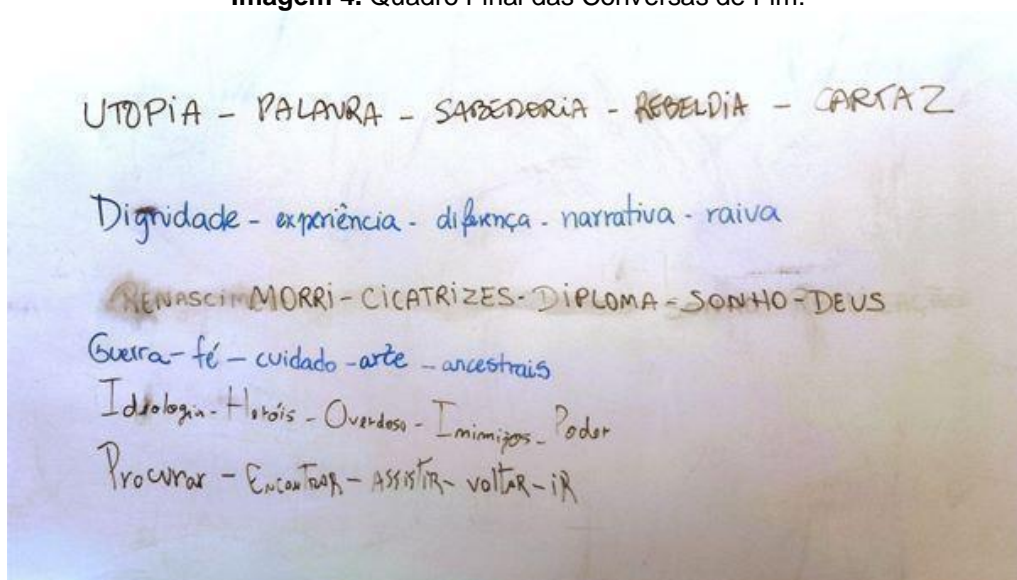 Imagem 4. Quadro Final das Conversas de Fim.
UTOPIA - PALAVRA - SABEDERIA - REBELDIA - CARTAZ
Dignidade - experiência - diferença - narrativa - raiva
RENASCI MORRI - CICATRIZES - DIPLOMA - SONHO - DEUS
Guerra - fé - cuidado - arte - ancestrais
Ideologia - Heróis - Overdose - Inimigos - Poder
Procurar - ENCONTRAR - ASSISTIR - voltAR - iR